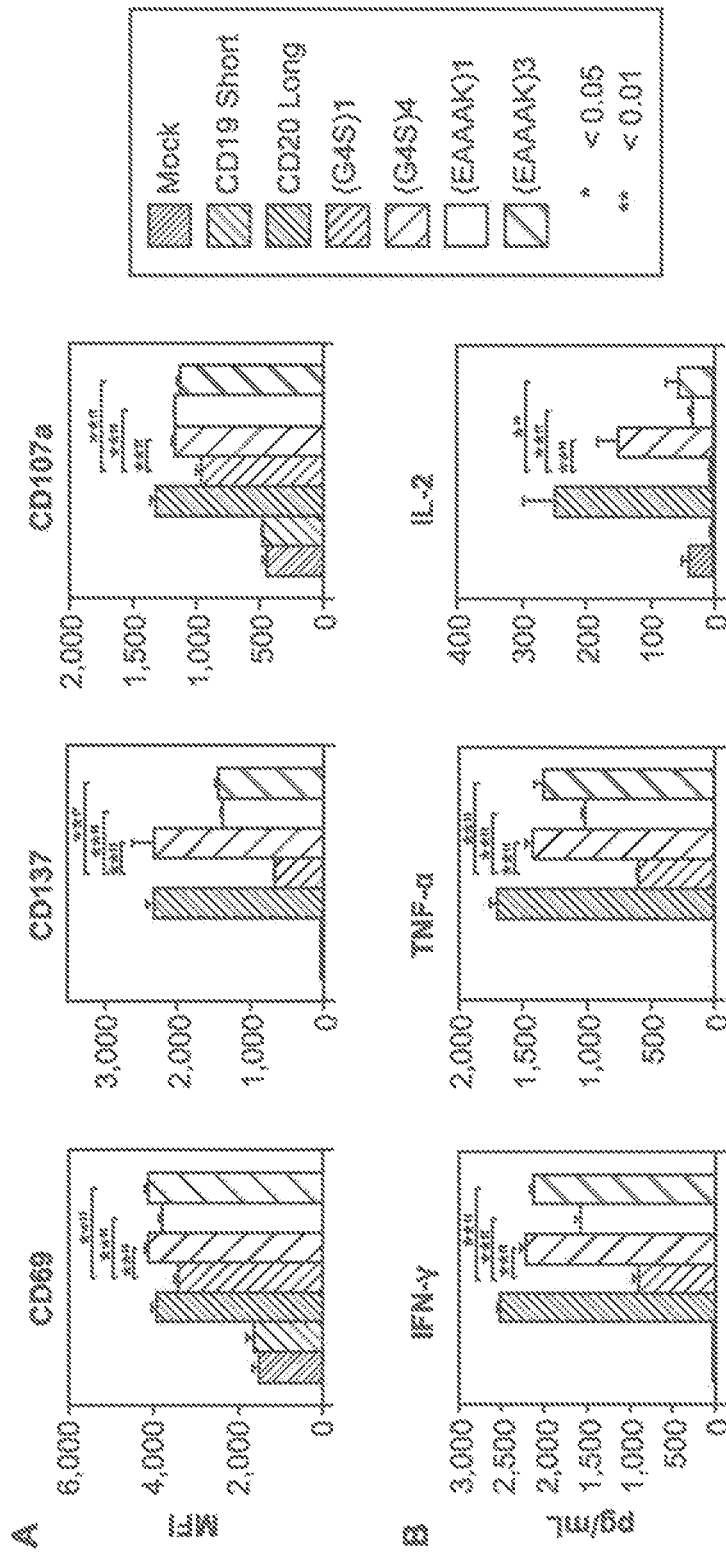 A
CD69
CD137
CD107a
MFI
6,000
4,000
2,000
0
3,000
2,000
1,000
0
2,000
1,500
1,000
500
0
***
***
***
***
***
***
***
***
B
IFN-γ
TNF-α
IL-2
pg/mL
3,000
2,500
2,000
1,500
1,000
500
0
2,000
1,500
1,000
500
0
400
300
200
100
0
***
***
***
***
***
***
**
***
Mock
CD19 Short
CD20 Long
(G4S)1
(G4S)4
(EAAAK)1
(EAAAK)3
* < 0.05
** < 0.01